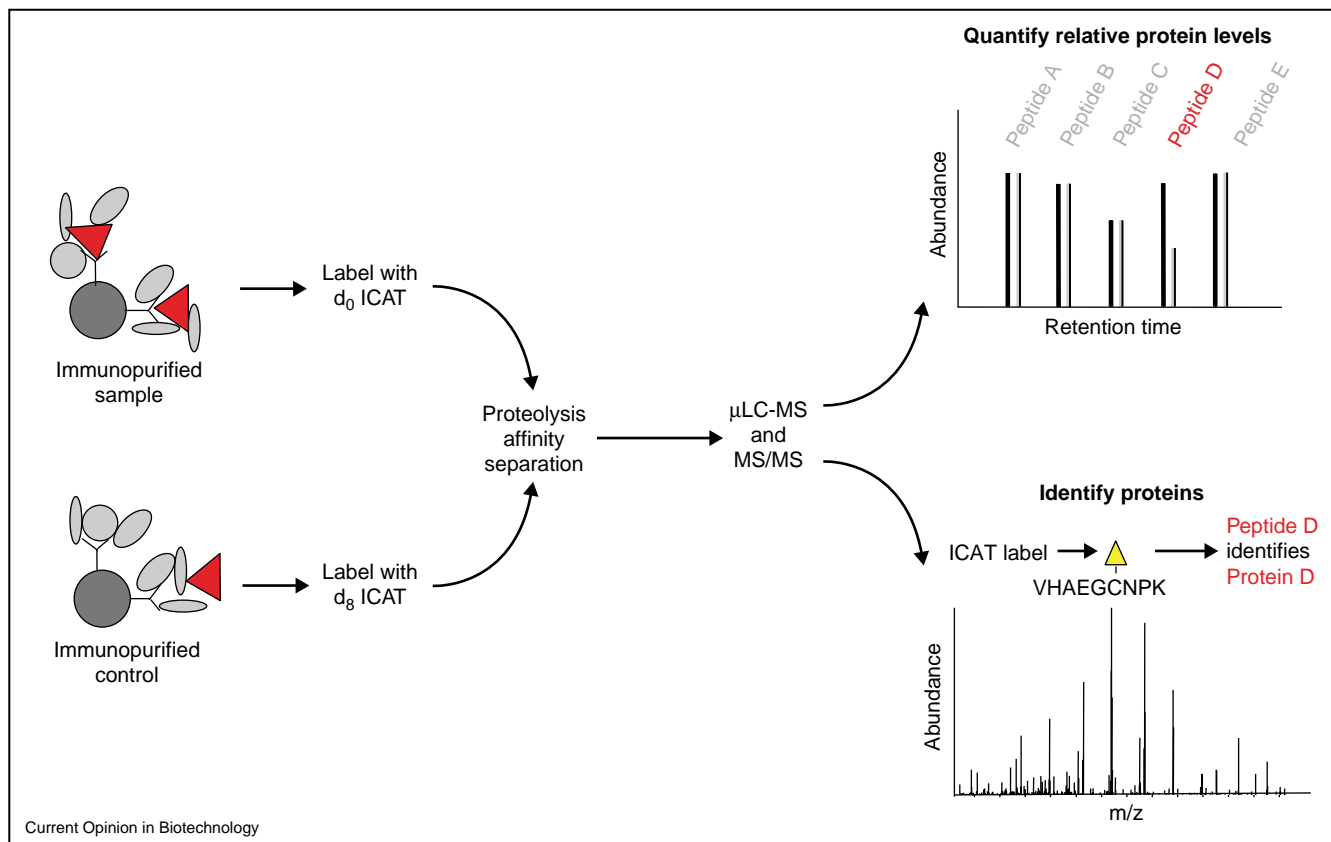 Quantify relative protein levels
Peptide A
Peptide B
Peptide C
Peptide D
Peptide E
Abundance
Retention time
Immunopurified
sample
Label with
d0 ICAT
Proteolysis
affinity
separation
μLC-MS
and
MS/MS
Immunopurified
control
Label with
d8 ICAT
Identify proteins
ICAT label
VHAEGCNPK
Peptide D
identifies
Protein D
Abundance
m/z
Current Opinion in Biotechnology